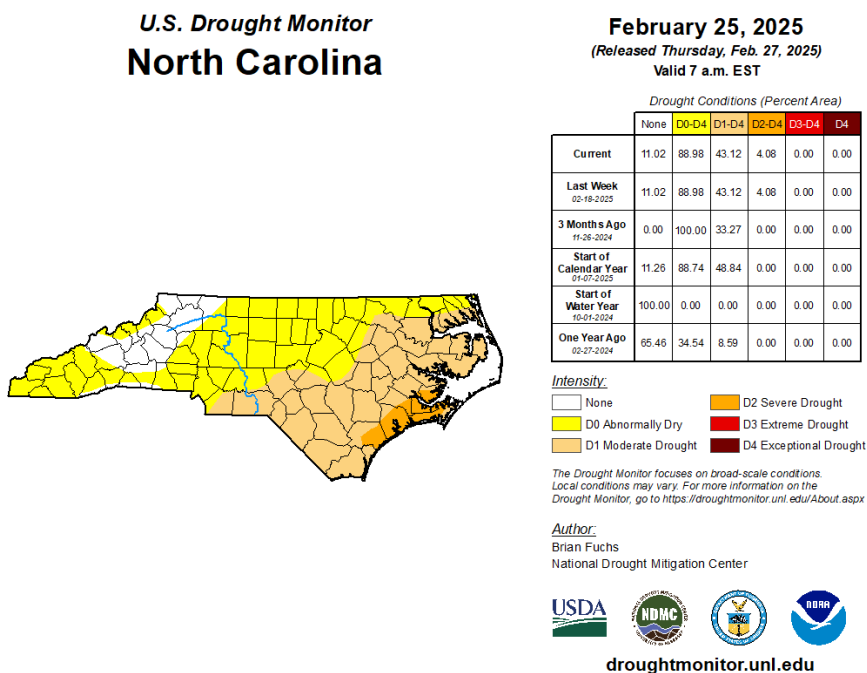 U.S. Drought Monitor
North Carolina
February 25, 2025
(Released Thursday, Feb. 27, 2025)
Valid 7 a.m. EST
Drought Conditions (Percent Area)
None D0-D4 D1-D4 D2-D4 D3-D4 D4
Current 11.02 88.98 43.12 4.08 0.00 0.00
Last Week 11.02 88.98 43.12 4.08 0.00 0.00
02-18-2025
3 Months Ago 0.00 100.00 33.27 0.00 0.00 0.00
11-26-2024
Start of
Calendar Year 11.26 88.74 48.84 0.00 0.00 0.00
01-07-2025
Start of
Water Year 100.00 0.00 0.00 0.00 0.00 0.00
10-01-2024
One Year Ago 65.46 34.54 8.59 0.00 0.00 0.00
02-27-2024
Intensity:
None
D2 Severe Drought
D0 Abnormally Dry
D3 Extreme Drought
D1 Moderate Drought
D4 Exceptional Drought
The Drought Monitor focuses on broad-scale conditions.
Local conditions may vary. For more information on the
Drought Monitor, go to https://droughtmonitor.unl.edu/About.aspx
Author:
Brian Fuchs
National Drought Mitigation Center
USDA
NDMC
NOAA
droughtmonitor.unl.edu